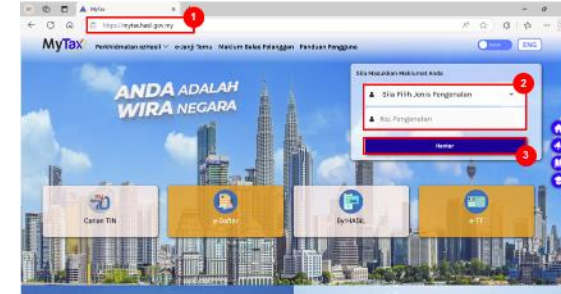 MyTax
1
https://mytax.hasil.gov.my
MyTax Perkhidmatan ezHasil e-Janji Temu Maklum Balas Pelanggan Panduan Pengguna ENG
ANDA ADALAH
WIRA NEGARA
Sila Masukkan Maklumat Anda
2
Sila Pilih Jenis Pengenalan
No. Pengenalan
Hantar
3
Carian TIN e-Daftar ByrHASiL e-TT